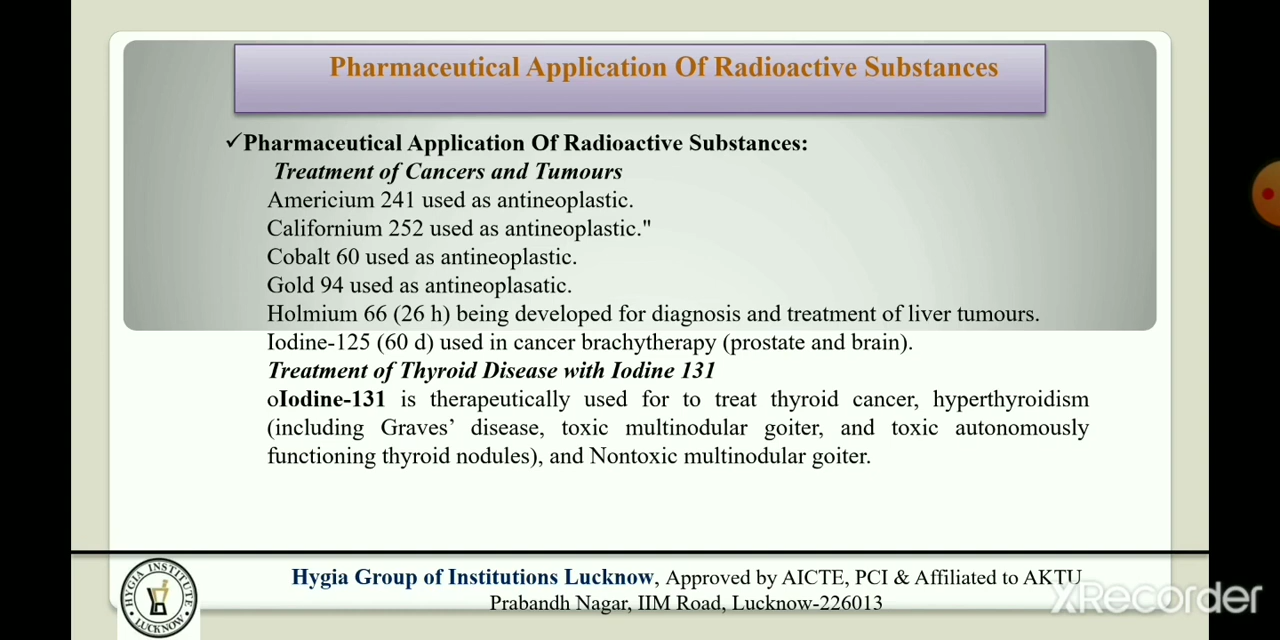 Pharmaceutical Application Of Radioactive Substances
✓Pharmaceutical Application Of Radioactive Substances:
Treatment of Cancers and Tumours
Americium 241 used as antineoplastic.
Californium 252 used as antineoplastic."
Cobalt 60 used as antineoplastic.
Gold 94 used as antineoplasatic.
Holmium 66 (26 h) being developed for diagnosis and treatment of liver tumours.
Iodine-125 (60 d) used in cancer brachytherapy (prostate and brain).
Treatment of Thyroid Disease with Iodine 131
oIodine-131 is therapeutically used for to treat thyroid cancer, hyperthyroidism
(including Graves’ disease, toxic multinodular goiter, and toxic autonomously
functioning thyroid nodules), and Nontoxic multinodular goiter.
HYGIA INSTITUTE
LUCKNOW
Hygia Group of Institutions Lucknow, Approved by AICTE, PCI & Affiliated to AKTU
Prabandh Nagar, IIM Road, Lucknow-226013
XRecorder